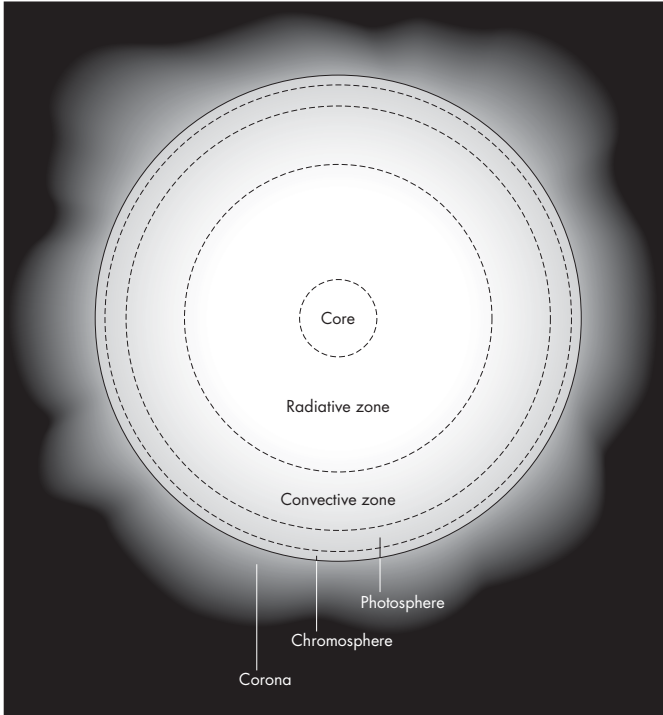 Core
Radiative zone
Convective zone
Photosphere
Chromosphere
Corona